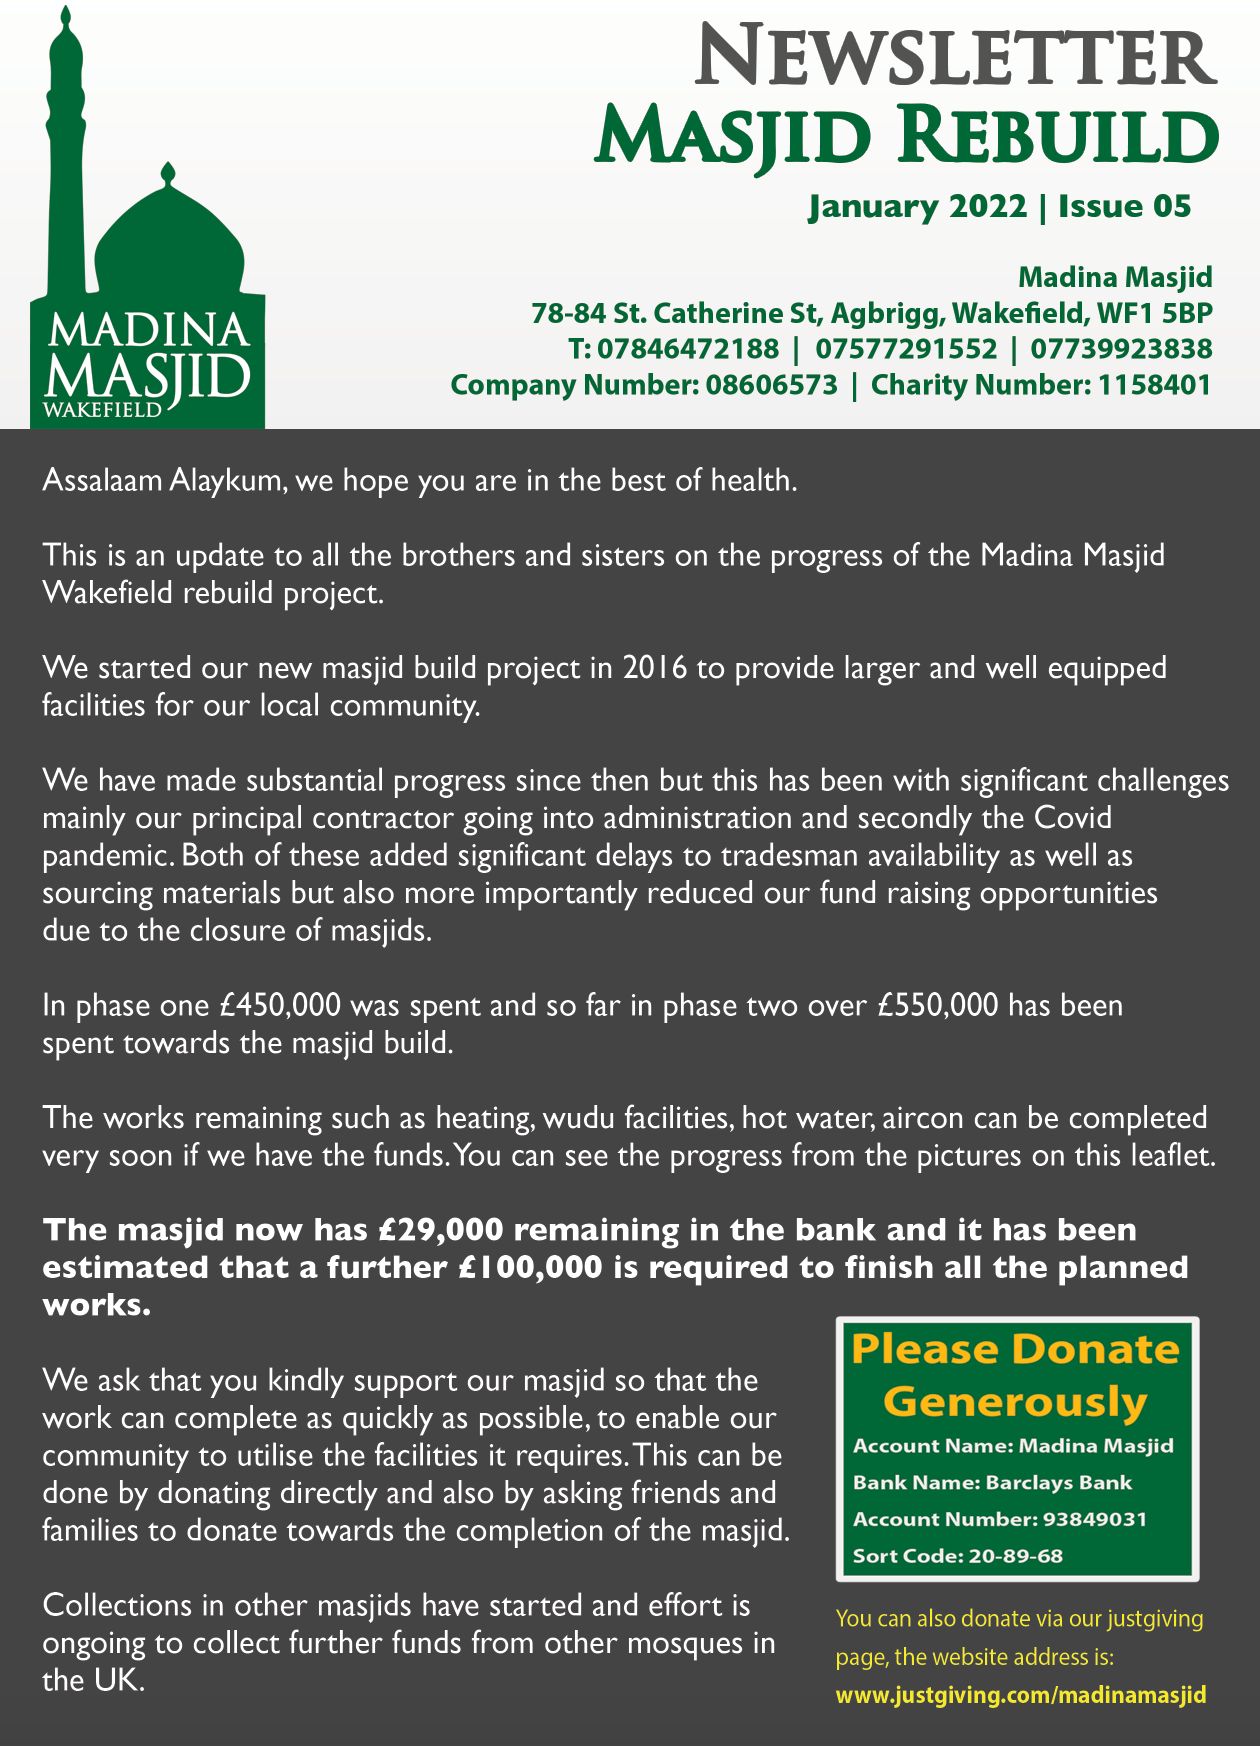 MADINA
MASJID
WAKEFIELD
NEWSLETTER
MASJID REBUILD
January 2022 | Issue 05
Madina Masjid
78-84 St. Catherine St, Agbrigg, Wakefield, WF1 5BP
T: 07846472188 | 07577291552 | 07739923838
Company Number: 08606573 | Charity Number: 1158401
Assalaam Alaykum, we hope you are in the best of health.
This is an update to all the brothers and sisters on the progress of the Madina Masjid
Wakefield rebuild project.
We started our new masjid build project in 2016 to provide larger and well equipped
facilities for our local community.
We have made substantial progress since then but this has been with significant challenges
mainly our principal contractor going into administration and secondly the Covid
pandemic. Both of these added significant delays to tradesman availability as well as
sourcing materials but also more importantly reduced our fund raising opportunities
due to the closure of masjids.
In phase one £450,000 was spent and so far in phase two over £550,000 has been
spent towards the masjid build.
The works remaining such as heating, wudu facilities, hot water, aircon can be completed
very soon if we have the funds. You can see the progress from the pictures on this leaflet.
The masjid now has £29,000 remaining in the bank and it has been
estimated that a further £100,000 is required to finish all the planned
works.
We ask that you kindly support our masjid so that the
work can complete as quickly as possible, to enable our
community to utilise the facilities it requires. This can be
done by donating directly and also by asking friends and
families to donate towards the completion of the masjid.
Collections in other masjids have started and effort is
ongoing to collect further funds from other mosques in
the UK.
Please Donate
Generously
Account Name: Madina Masjid
Bank Name: Barclays Bank
Account Number: 93849031
Sort Code: 20-89-68
You can also donate via our justgiving
page, the website address is:
www.justgiving.com/madinamasjid